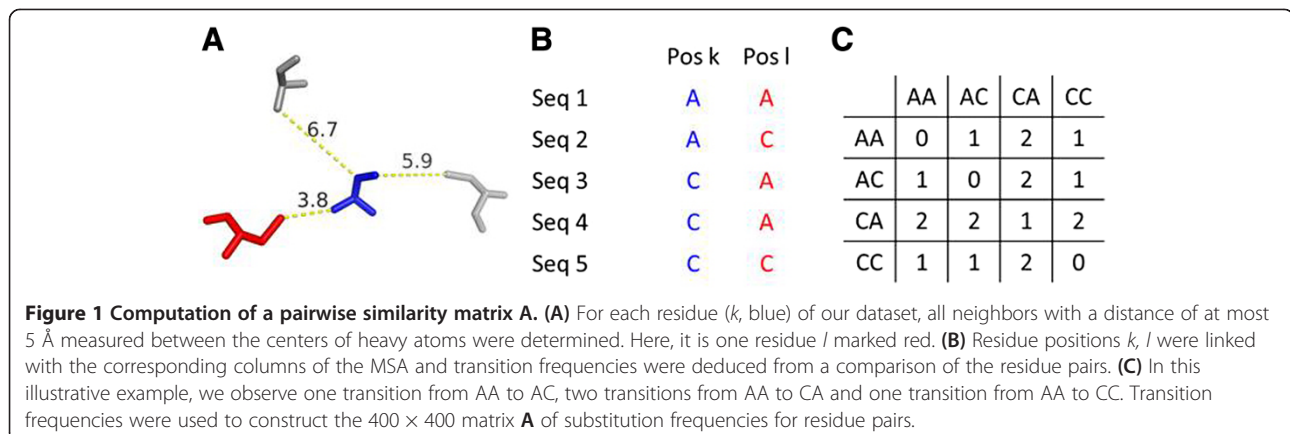 A
6.7
5.9
3.8
B
Pos k Pos l
Seq 1 A A
Seq 2 A C
Seq 3 C A
Seq 4 C A
Seq 5 C C
C
AA AC CA CC
AA 0 1 2 1
AC 1 0 2 1
CA 2 2 1 2
CC 1 1 2 0
Figure 1 Computation of a pairwise similarity matrix A. (A) For each residue (k, blue) of our dataset, all neighbors with a distance of at most
5 Å measured between the centers of heavy atoms were determined. Here, it is one residue l marked red. (B) Residue positions k, l were linked
with the corresponding columns of the MSA and transition frequencies were deduced from a comparison of the residue pairs. (C) In this
illustrative example, we observe one transition from AA to AC, two transitions from AA to CA and one transition from AA to CC. Transition
frequencies were used to construct the 400 × 400 matrix A of substitution frequencies for residue pairs.